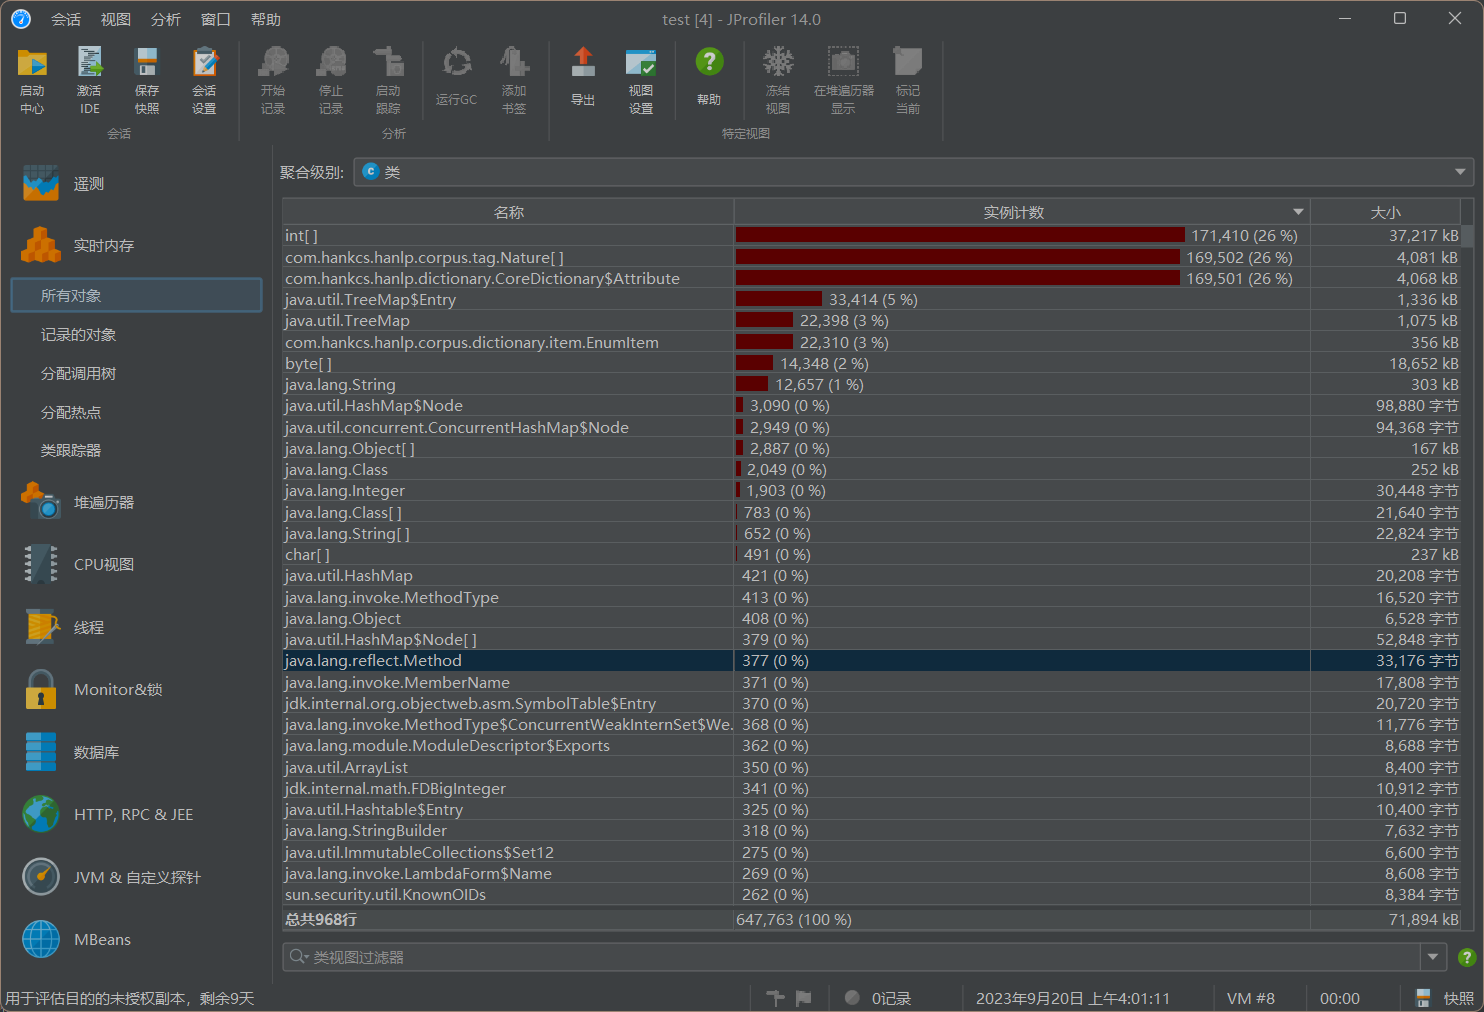 会话 视图 分析 窗口 帮助 test [4] - JProfiler 14.0
启动中心 激活IDE 保存快照 会话设置 开始记录 停止记录 启动跟踪 运行GC 添加书签 导出 视图设置 帮助 冻结视图 在堆遍历器显示 标记当前
会话 分析 特定视图
遥测
实时内存
所有对象
记录的对象
分配调用树
分配热点
类跟踪器
堆遍历器
CPU视图
线程
Monitor&锁
数据库
HTTP, RPC & JEE
JVM & 自定义探针
MBeans
聚合级别: C 类
名称 实例计数 大小
int[ ] 171,410 (26 %) 37,217 kB
com.hankcs.hanlp.corpus.tag.Nature[ ] 169,502 (26 %) 4,081 kB
com.hankcs.hanlp.dictionary.CoreDictionary$Attribute 169,501 (26 %) 4,068 kB
java.util.TreeMap$Entry 33,414 (5 %) 1,336 kB
java.util.TreeMap 22,398 (3 %) 1,075 kB
com.hankcs.hanlp.corpus.dictionary.item.EnumItem 22,310 (3 %) 356 kB
byte[ ] 14,348 (2 %) 18,652 kB
java.lang.String 12,657 (1 %) 303 kB
java.util.HashMap$Node 3,090 (0 %) 98,880 字节
java.util.concurrent.ConcurrentHashMap$Node 2,949 (0 %) 94,368 字节
java.lang.Object[ ] 2,887 (0 %) 167 kB
java.lang.Class 2,049 (0 %) 252 kB
java.lang.Integer 1,903 (0 %) 30,448 字节
java.lang.Class[ ] 783 (0 %) 21,640 字节
java.lang.String[ ] 652 (0 %) 22,824 字节
char[ ] 491 (0 %) 237 kB
java.util.HashMap 421 (0 %) 20,208 字节
java.lang.invoke.MethodType 413 (0 %) 16,520 字节
java.lang.Object 408 (0 %) 6,528 字节
java.util.HashMap$Node[ ] 379 (0 %) 52,848 字节
java.lang.reflect.Method 377 (0 %) 33,176 字节
java.lang.invoke.MemberName 371 (0 %) 17,808 字节
jdk.internal.org.objectweb.asm.SymbolTable$Entry 370 (0 %) 20,720 字节
java.lang.invoke.MethodType$ConcurrentWeakInternSet$We... 368 (0 %) 11,776 字节
java.lang.module.ModuleDescriptor$Exports 362 (0 %) 8,688 字节
java.util.ArrayList 350 (0 %) 8,400 字节
jdk.internal.math.FDBigInteger 341 (0 %) 10,912 字节
java.util.Hashtable$Entry 325 (0 %) 10,400 字节
java.lang.StringBuilder 318 (0 %) 7,632 字节
java.util.ImmutableCollections$Set12 275 (0 %) 6,600 字节
java.lang.invoke.LambdaForm$Name 269 (0 %) 8,608 字节
sun.security.util.KnownOIDs 262 (0 %) 8,384 字节
总共968行 647,763 (100 %) 71,894 kB
类视图过滤器
用于评估目的的未授权副本，剩余9天 0记录 2023年9月20日 上午4:01:11 VM #8 00:00 快照